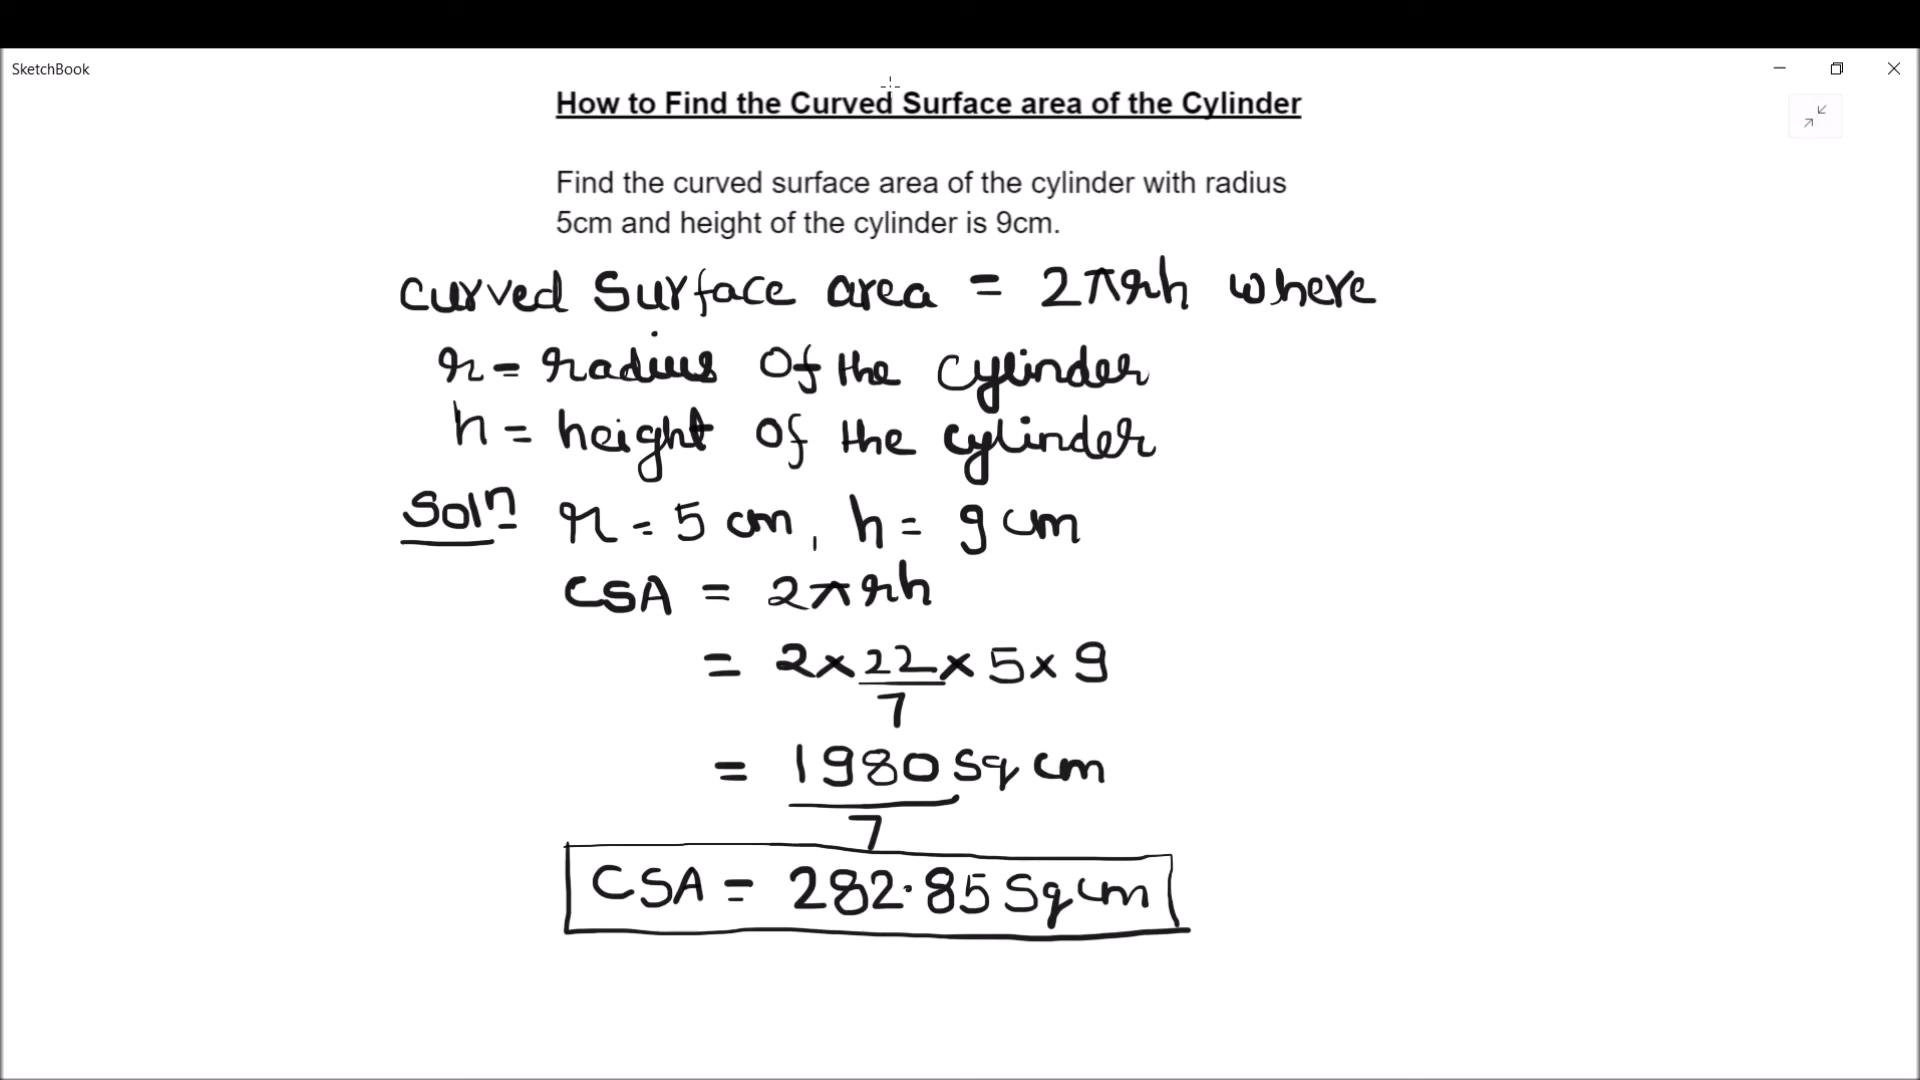 SketchBook
How to Find the Curved Surface area of the Cylinder
Find the curved surface area of the cylinder with radius
5cm and height of the cylinder is 9cm.
Curved Surface area = 2πrh where
r = radius of the cylinder
h = height of the cylinder
Solⁿ r = 5 cm, h = 9 cm
CSA = 2πrh
= 2 × 22/7 × 5 × 9
= 1980/7 Sq cm
CSA = 282.85 Sq cm